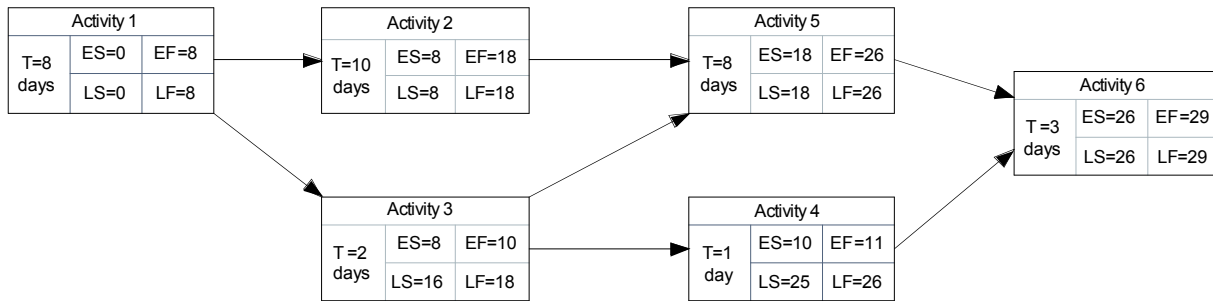 Activity 1
T=8
days
ES=0 EF=8
LS=0 LF=8
Activity 2
T=10
days
ES=8 EF=18
LS=8 LF=18
Activity 5
T=8
days
ES=18 EF=26
LS=18 LF=26
Activity 6
T =3
days
ES=26 EF=29
LS=26 LF=29
Activity 3
T =2
days
ES=8 EF=10
LS=16 LF=18
Activity 4
T=1
day
ES=10 EF=11
LS=25 LF=26